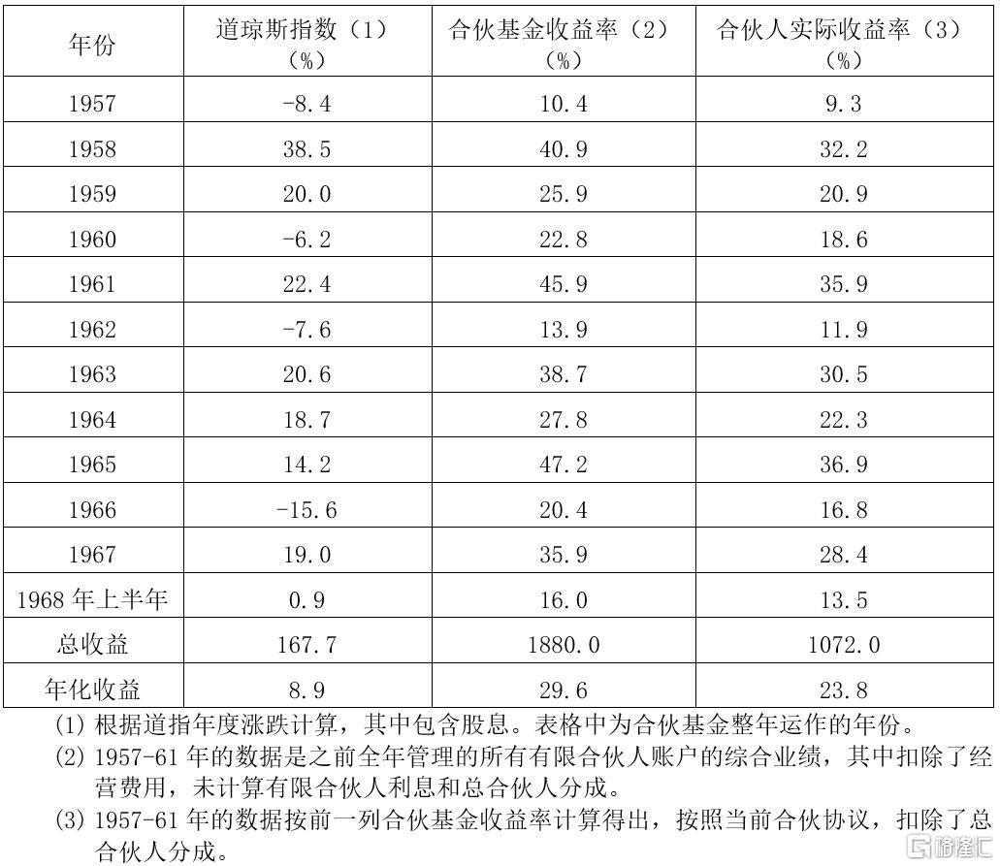 年份 道琼斯指数（1）（%） 合伙基金收益率（2）（%） 合伙人实际收益率（3）（%）
1957 -8.4 10.4 9.3
1958 38.5 40.9 32.2
1959 20.0 25.9 20.9
1960 -6.2 22.8 18.6
1961 22.4 45.9 35.9
1962 -7.6 13.9 11.9
1963 20.6 38.7 30.5
1964 18.7 27.8 22.3
1965 14.2 47.2 36.9
1966 -15.6 20.4 16.8
1967 19.0 35.9 28.4
1968 年上半年 0.9 16.0 13.5
总收益 167.7 1880.0 1072.0
年化收益 8.9 29.6 23.8
(1) 根据道指年度涨跌计算，其中包含股息。表格中为合伙基金整年运作的年份。
(2) 1957-61 年的数据是之前全年管理的所有有限合伙人账户的综合业绩，其中扣除了经
营费用，未计算有限合伙人利息和总合伙人分成。
(3) 1957-61 年的数据按前一列合伙基金收益率计算得出，按照当前合伙协议，扣除了总
合伙人分成。
格隆汇